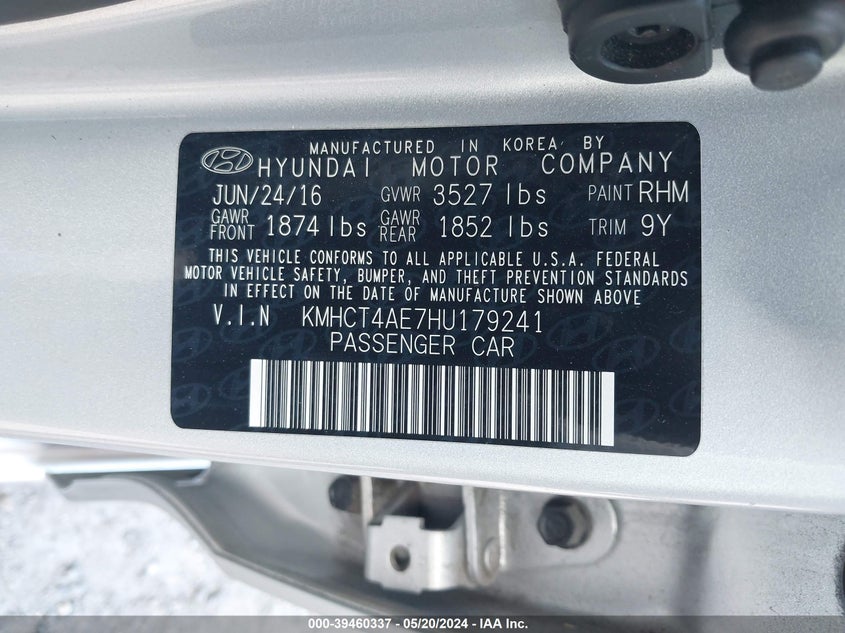 MANUFACTURED IN KOREA BY
HYUNDAI MOTOR COMPANY
JUN/24/16 GVWR 3527 lbs PAINT RHM
GAWR FRONT 1874 lbs GAWR REAR 1852 lbs TRIM 9Y
THIS VEHICLE CONFORMS TO ALL APPLICABLE U.S.A. FEDERAL
MOTOR VEHICLE SAFETY, BUMPER, AND THEFT PREVENTION STANDARDS
IN EFFECT ON THE DATE OF MANUFACTURE SHOWN ABOVE
V.I.N KMHCT4AE7HU179241
PASSENGER CAR
000-39460337 - 05/20/2024 - IAA Inc.